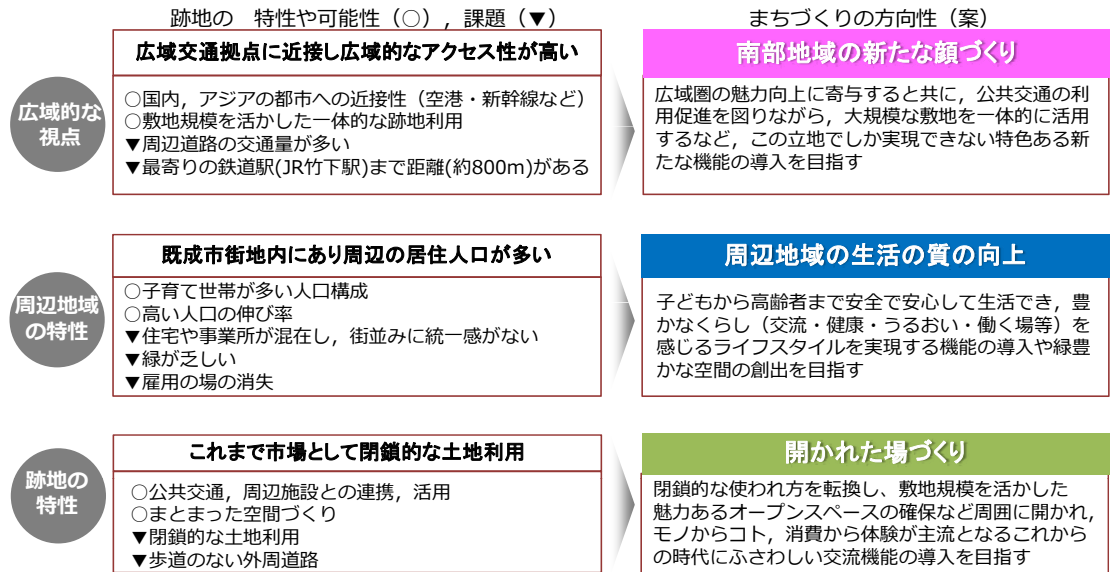 跡地の　特性や可能性（○）, 課題（▼）
まちづくりの方向性（案）
広域的な
視点
広域交通拠点に近接し広域的なアクセス性が高い
○国内，アジアの都市への近接性（空港・新幹線など）
○敷地規模を活かした一体的な跡地利用
▼周辺道路の交通量が多い
▼最寄りの鉄道駅(JR竹下駅)まで距離(約800m)がある
南部地域の新たな顔づくり
広域圏の魅力向上に寄与すると共に，公共交通の利
用促進を図りながら，大規模な敷地を一体的に活用
するなど，この立地でしか実現できない特色ある新
たな機能の導入を目指す
周辺地域
の特性
既成市街地内にあり周辺の居住人口が多い
○子育て世帯が多い人口構成
○高い人口の伸び率
▼住宅や事業所が混在し，街並みに統一感がない
▼緑が乏しい
▼雇用の場の消失
周辺地域の生活の質の向上
子どもから高齢者まで安全で安心して生活でき，豊
かなくらし（交流・健康・うるおい・働く場等）を
感じるライフスタイルを実現する機能の導入や緑豊
かな空間の創出を目指す
跡地の
特性
これまで市場として閉鎖的な土地利用
○公共交通，周辺施設との連携，活用
○まとまった空間づくり
▼閉鎖的な土地利用
▼歩道のない外周道路
開かれた場づくり
閉鎖的な使われ方を転換し、敷地規模を活かした
魅力あるオープンスペースの確保など周囲に開かれ，
モノからコト，消費から体験が主流となるこれから
の時代にふさわしい交流機能の導入を目指す